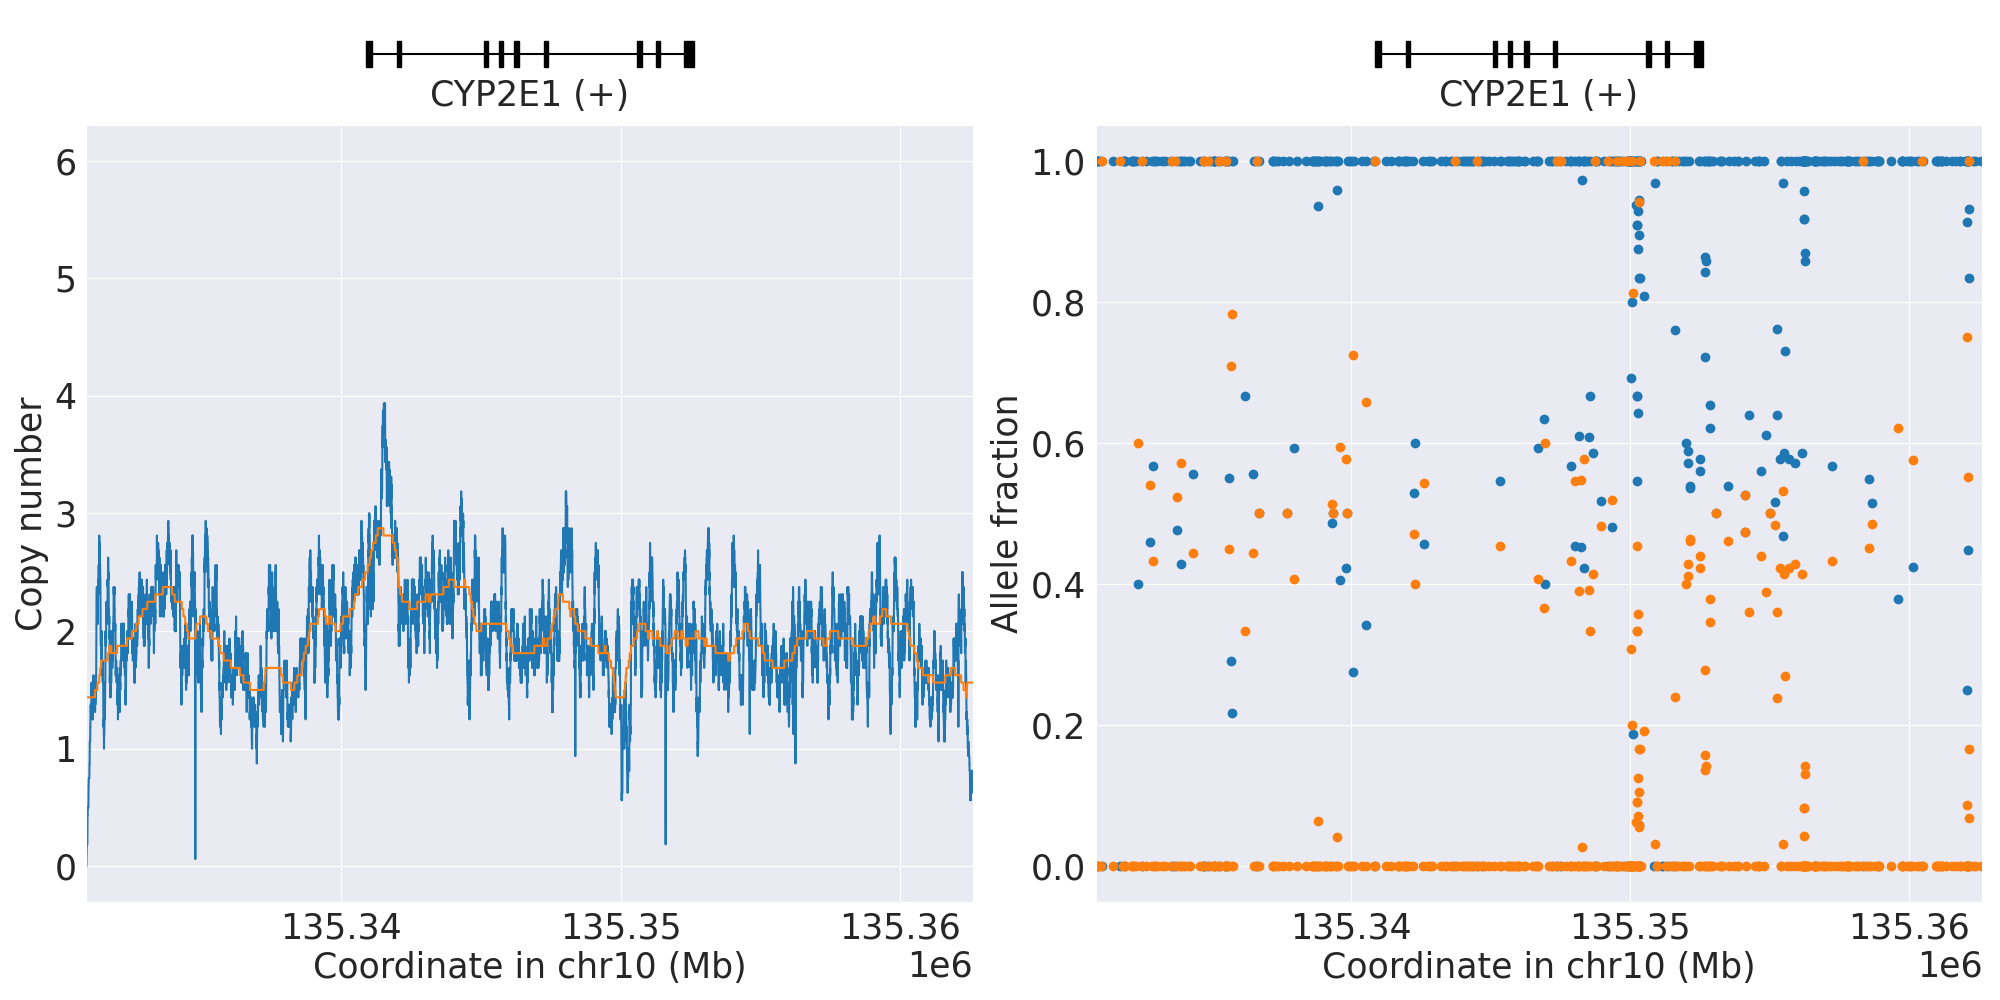 CYP2E1 (+)
6
5
4
3
2
1
0
Copy number
135.34 135.35 135.36
Coordinate in chr10 (Mb)
1e6
CYP2E1 (+)
1.0
0.8
0.6
0.4
0.2
0.0
Allele fraction
135.34 135.35 135.36
Coordinate in chr10 (Mb)
1e6